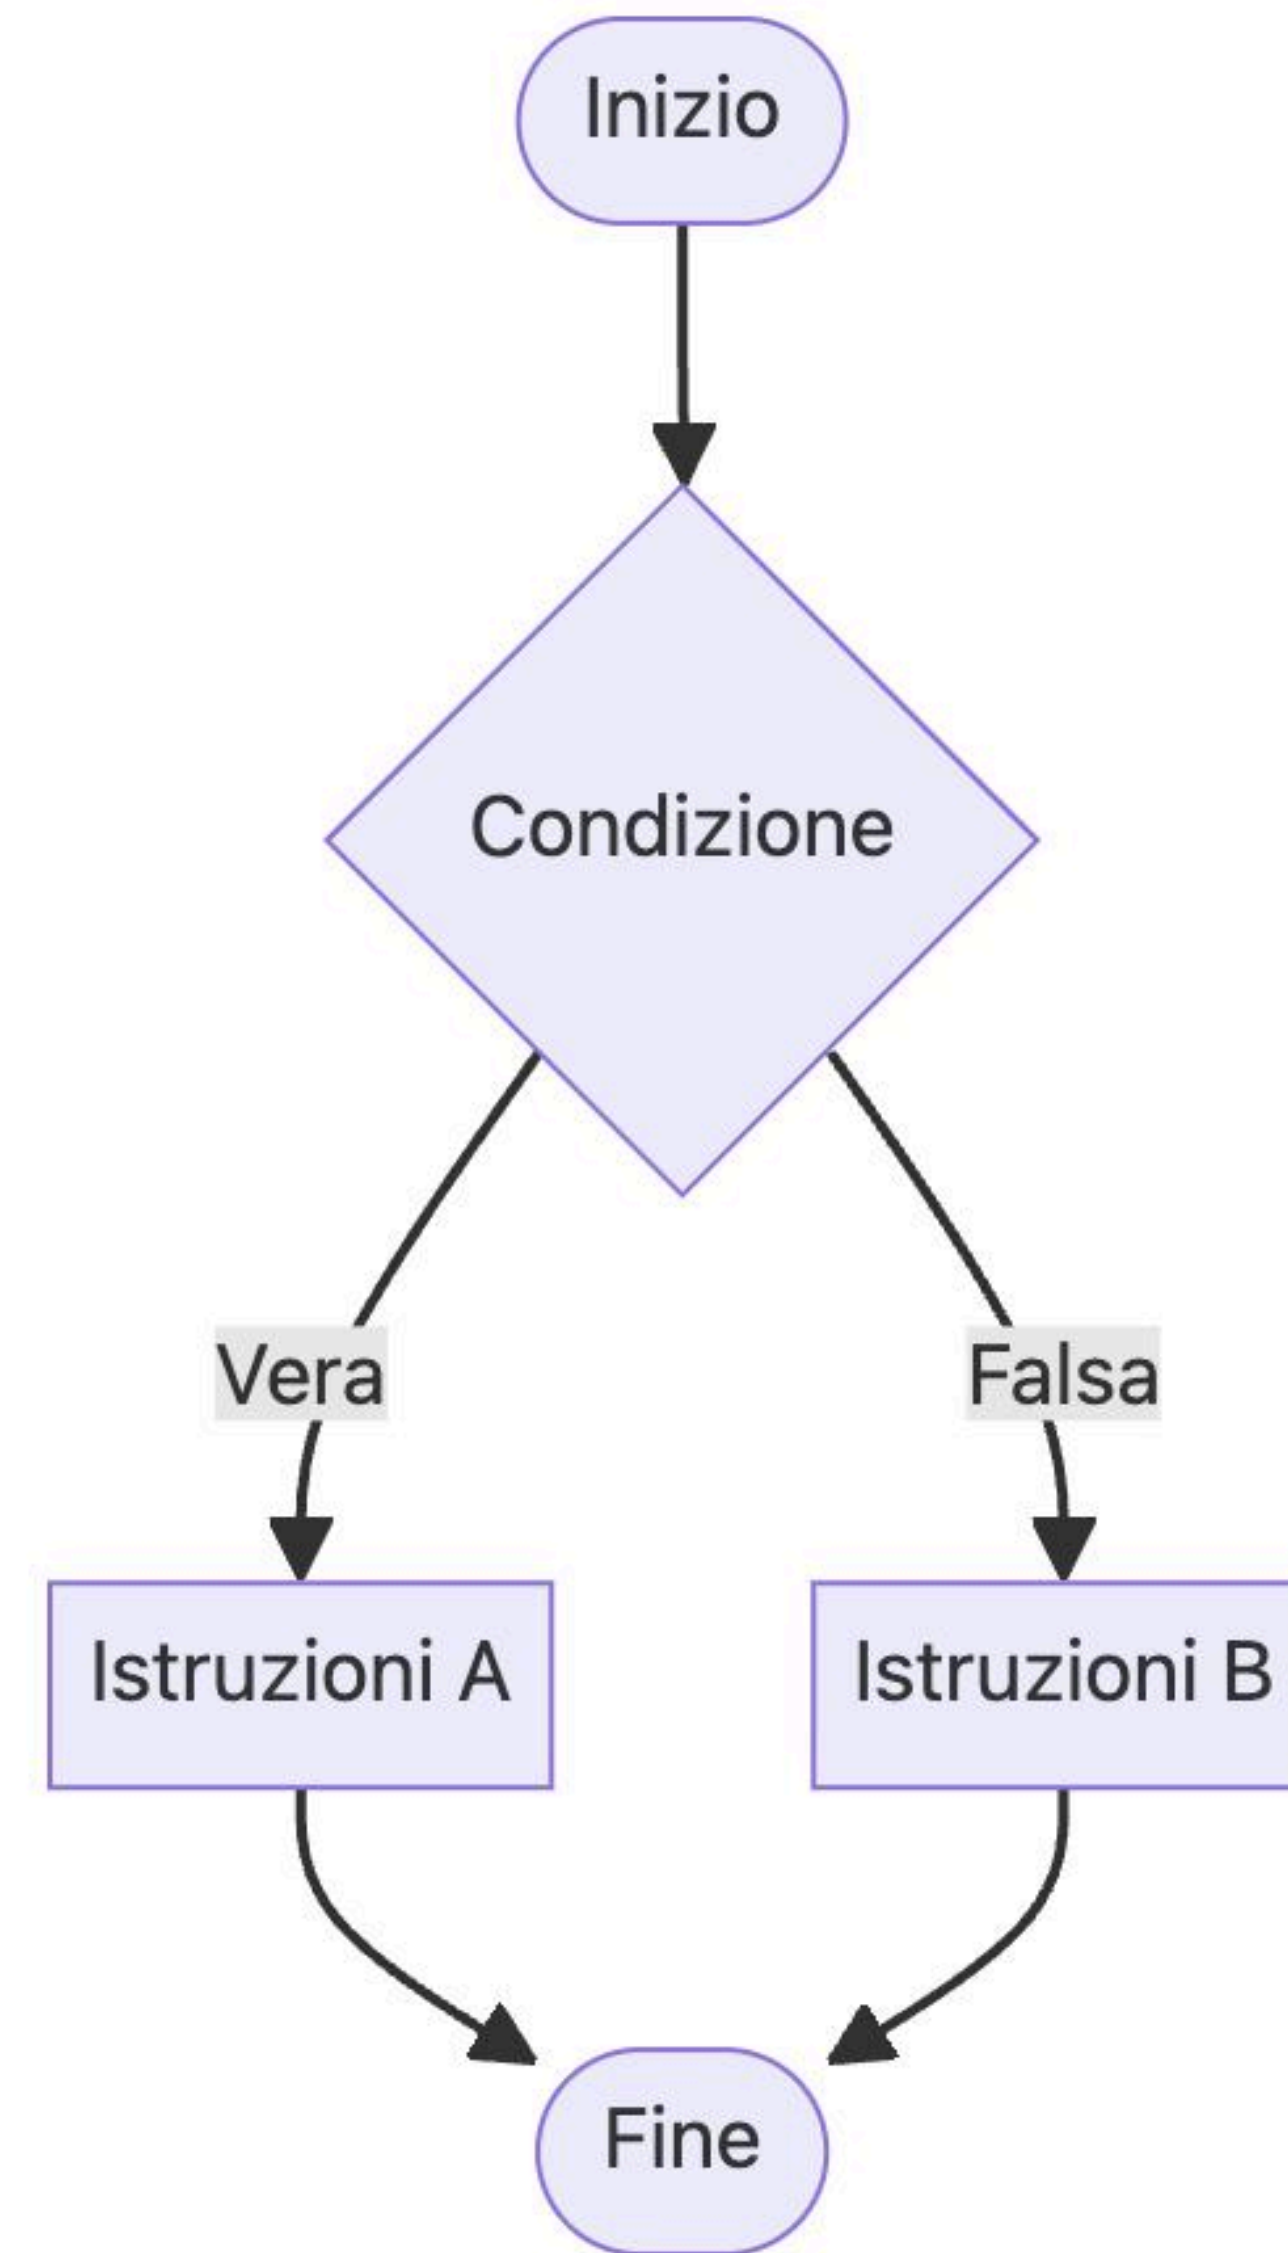 Inizio
Condizione
Vera
Falsa
Istruzioni A
Istruzioni B
Fine